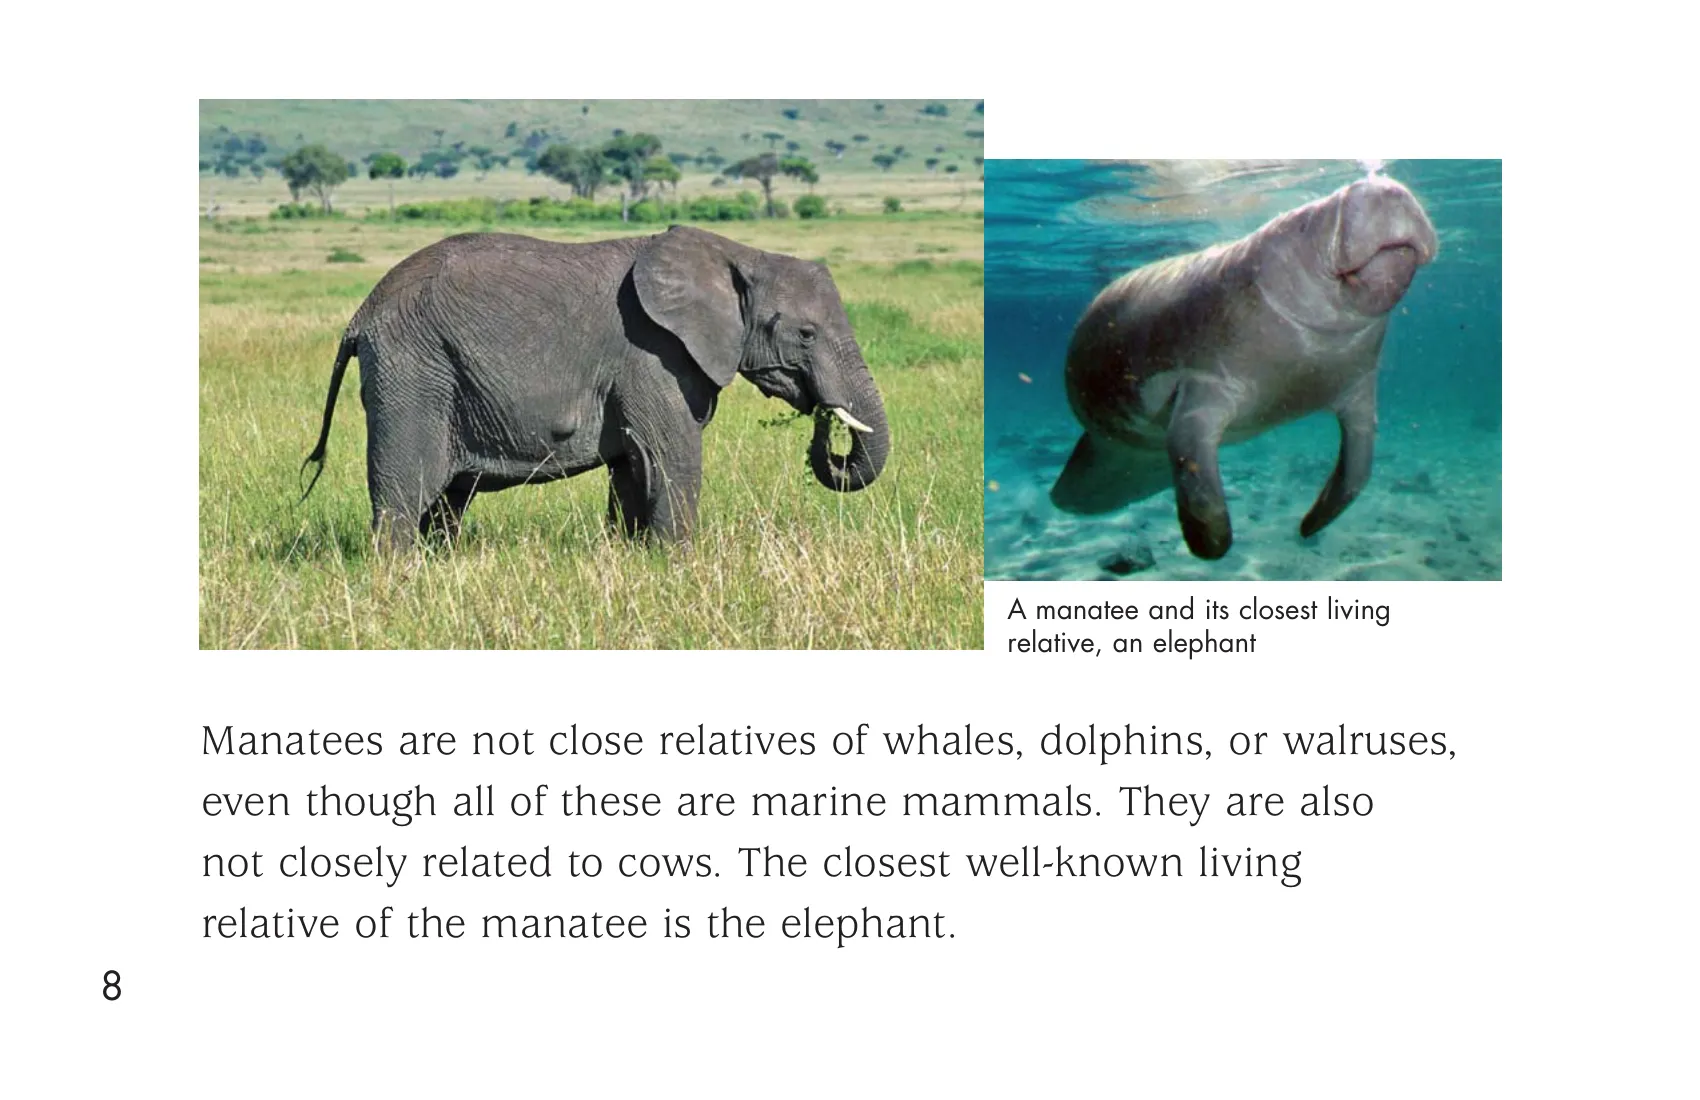 A manatee and its closest living
relative, an elephant
Manatees are not close relatives of whales, dolphins, or walruses,
even though all of these are marine mammals. They are also
not closely related to cows. The closest well-known living
relative of the manatee is the elephant.
8